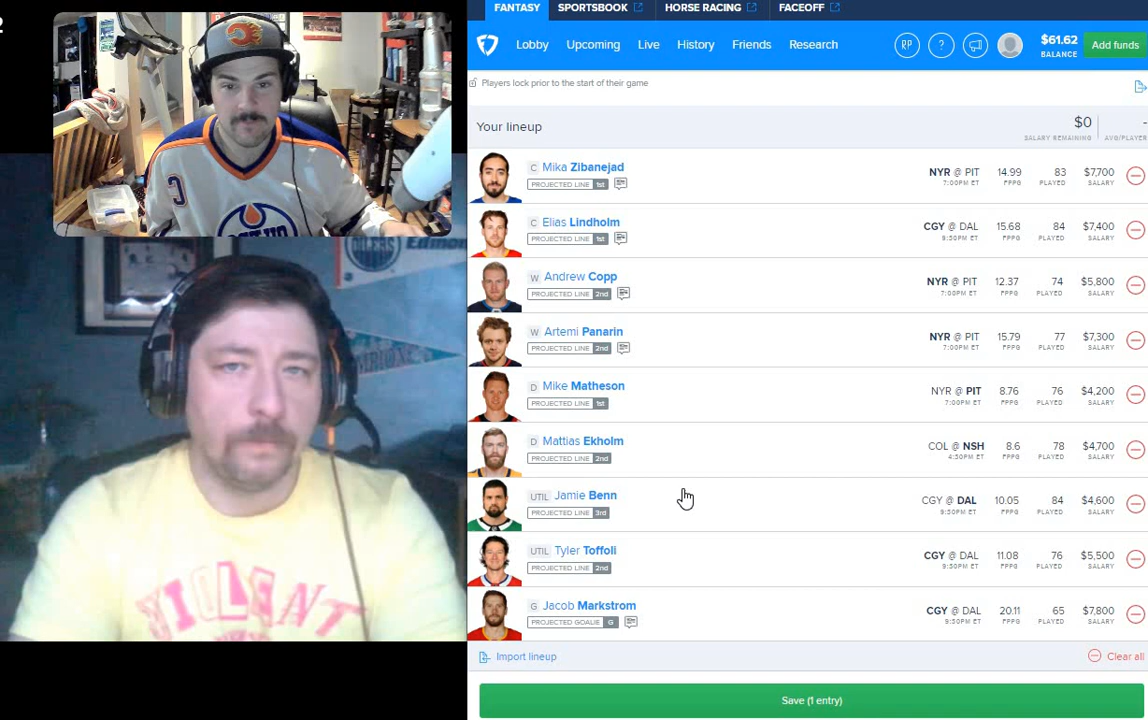 2
FANTASY SPORTSBOOK HORSE RACING FACEOFF
Lobby Upcoming Live History Friends Research RP ? $61.62 BALANCE Add funds
Players lock prior to the start of their game
Your lineup $0 SALARY REMAINING - AVG/PLAYER
C Mika Zibanejad PROJECTED LINE 1st NYR @ PIT 7:00PM ET 14.99 FPPG 83 PLAYED $7,700 SALARY
C Elias Lindholm PROJECTED LINE 1st CGY @ DAL 9:30PM ET 15.68 FPPG 84 PLAYED $7,400 SALARY
W Andrew Copp PROJECTED LINE 2nd NYR @ PIT 7:00PM ET 12.37 FPPG 74 PLAYED $5,800 SALARY
W Artemi Panarin PROJECTED LINE 2nd NYR @ PIT 7:00PM ET 15.79 FPPG 77 PLAYED $7,300 SALARY
D Mike Matheson PROJECTED LINE 1st NYR @ PIT 7:00PM ET 8.76 FPPG 76 PLAYED $4,200 SALARY
D Mattias Ekholm PROJECTED LINE 2nd COL @ NSH 4:30PM ET 8.6 FPPG 78 PLAYED $4,700 SALARY
UTIL Jamie Benn PROJECTED LINE 3rd CGY @ DAL 9:30PM ET 10.05 FPPG 84 PLAYED $4,600 SALARY
UTIL Tyler Toffoli PROJECTED LINE 2nd CGY @ DAL 9:30PM ET 11.08 FPPG 76 PLAYED $5,500 SALARY
G Jacob Markstrom PROJECTED GOALIE G CGY @ DAL 9:30PM ET 20.11 FPPG 65 PLAYED $7,800 SALARY
Import lineup Clear all
Save (1 entry)
VIOLENT